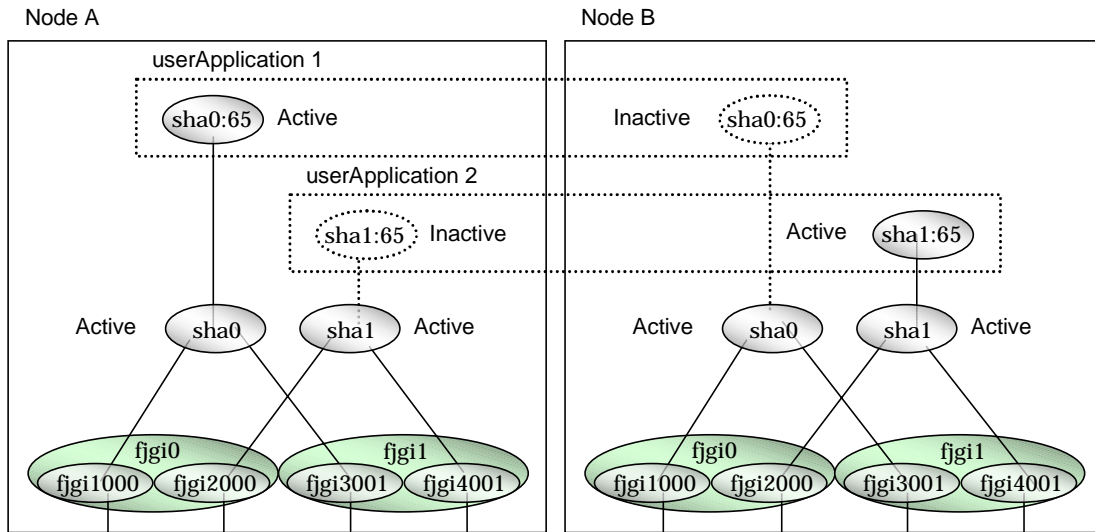 Node A
Node B
userApplication 1
sha0:65
Active
Inactive
sha0:65
userApplication 2
sha1:65
Inactive
Active
sha1:65
Active
sha0
sha1
Active
Active
sha0
sha1
Active
fjgi0
fjgi1
fjgi0
fjgi1
fjgi1000
fjgi2000
fjgi3001
fjgi4001
fjgi1000
fjgi2000
fjgi3001
fjgi4001